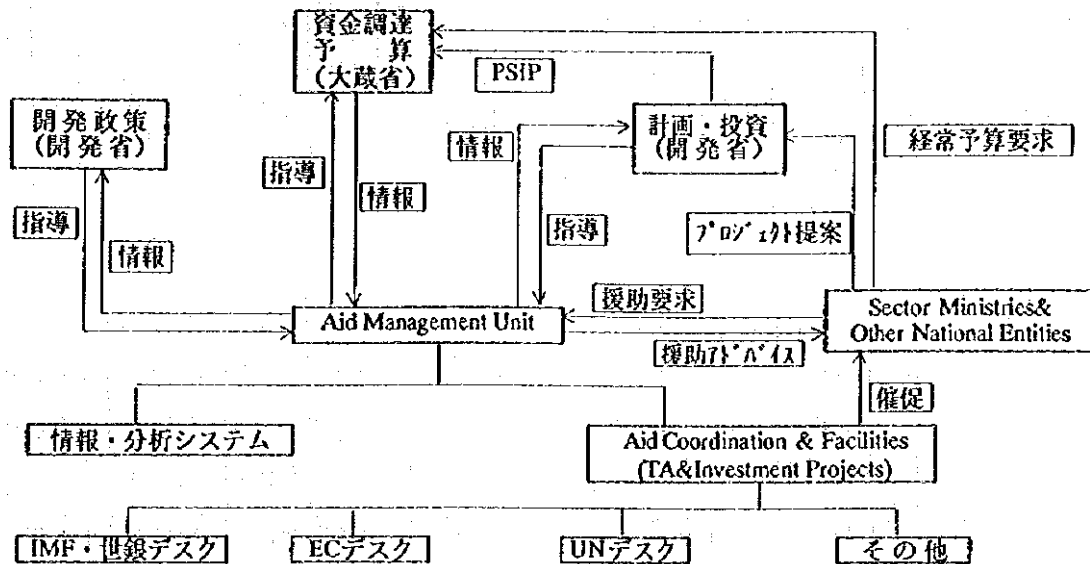 資金調達
予算
(大蔵省)
PSIP
開発政策
(開発省)
計画・投資
(開発省)
情報
経常予算要求
指導
情報
指導
情報
指導
プロジェクト提案
援助要求
Aid Management Unit
Sector Ministries&
Other National Entities
援助アドバイス
催促
情報・分析システム
Aid Coordination & Facilities
(TA&Investment Projects)
IMF・世銀デスク
ECデスク
UNデスク
その他